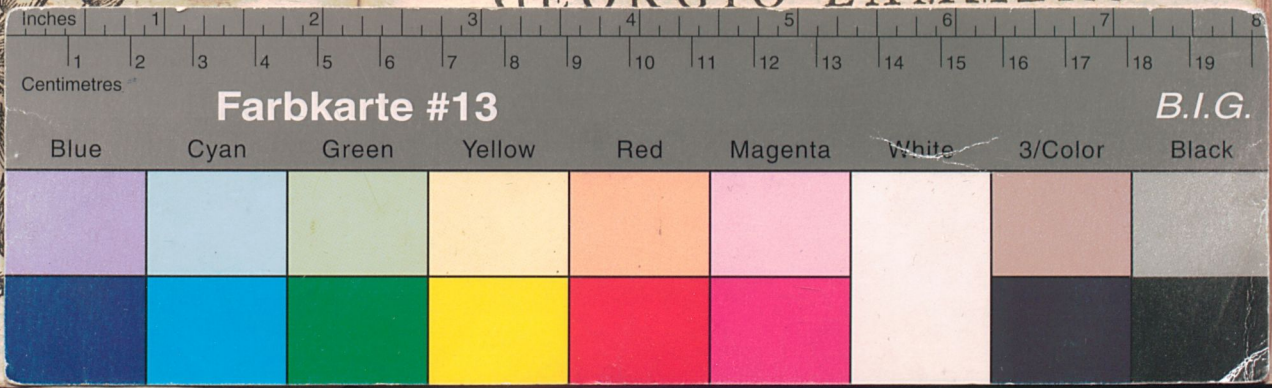 Inches 1 2 3 4 5 6 7 8
1 2 3 4 5 6 7 8 9 10 11 12 13 14 15 16 17 18 19
Centimetres
Farbkarte #13 B.I.G.
Blue Cyan Green Yellow Red Magenta White 3/Color Black